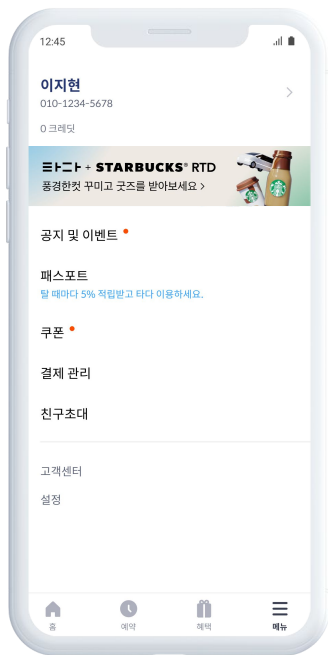 12:45
이지현
010-1234-5678
0 크레딧
타다 + STARBUCKS® RTD
풍경한컷 꾸미고 굿즈를 받아보세요 >
공지 및 이벤트
패스포트
탈 때마다 5% 적립받고 타다 이용하세요.
쿠폰
결제 관리
친구초대
고객센터
설정
홈
예약
혜택
메뉴